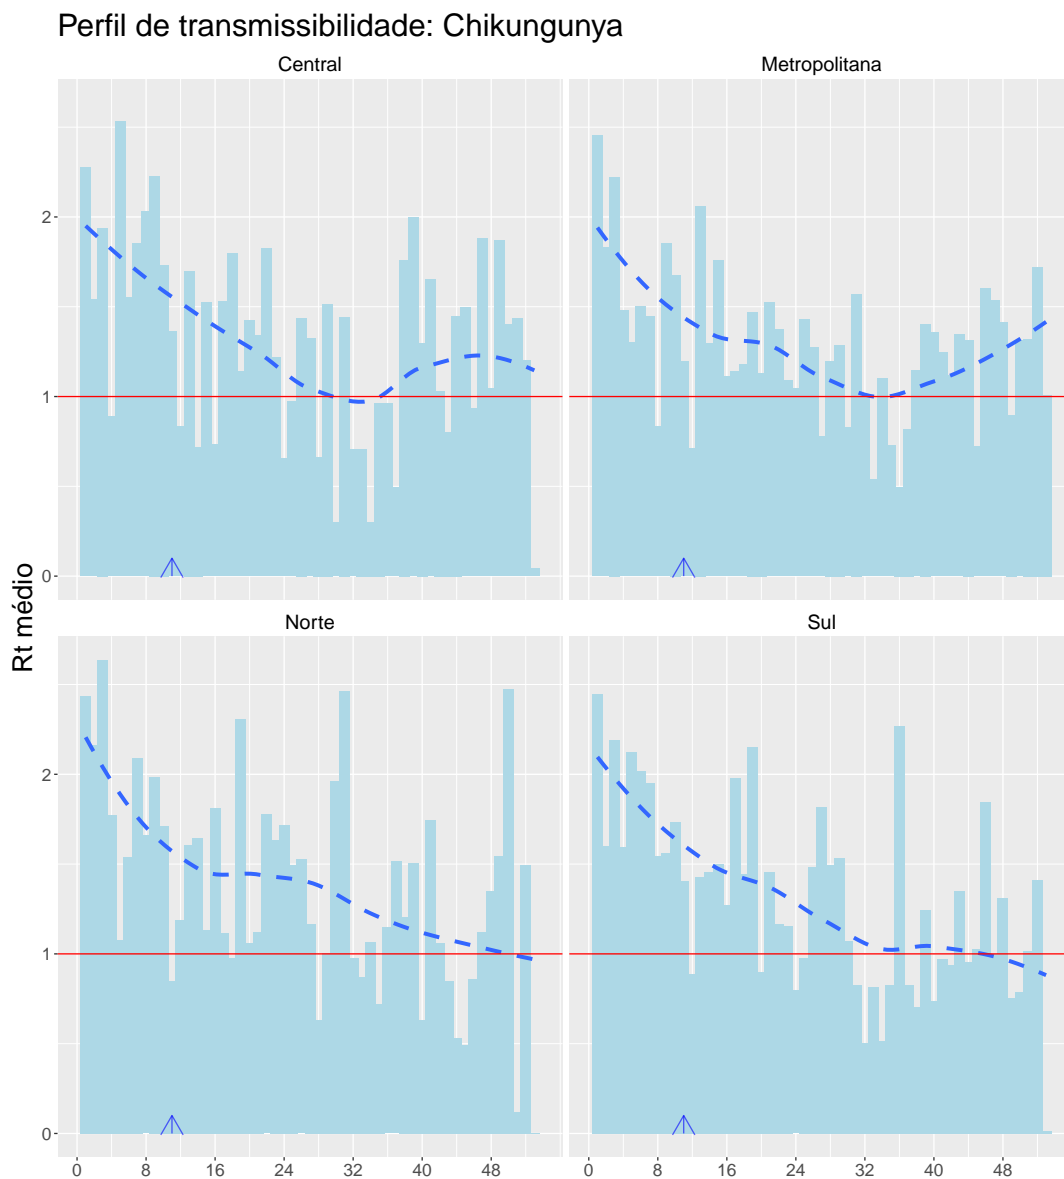 Perfil de transmissibilidade: Chikungunya
Central
Metropolitana
2
1
0
Rt médio
Norte
Sul
2
1
0
0 8 16 24 32 40 48
0 8 16 24 32 40 48